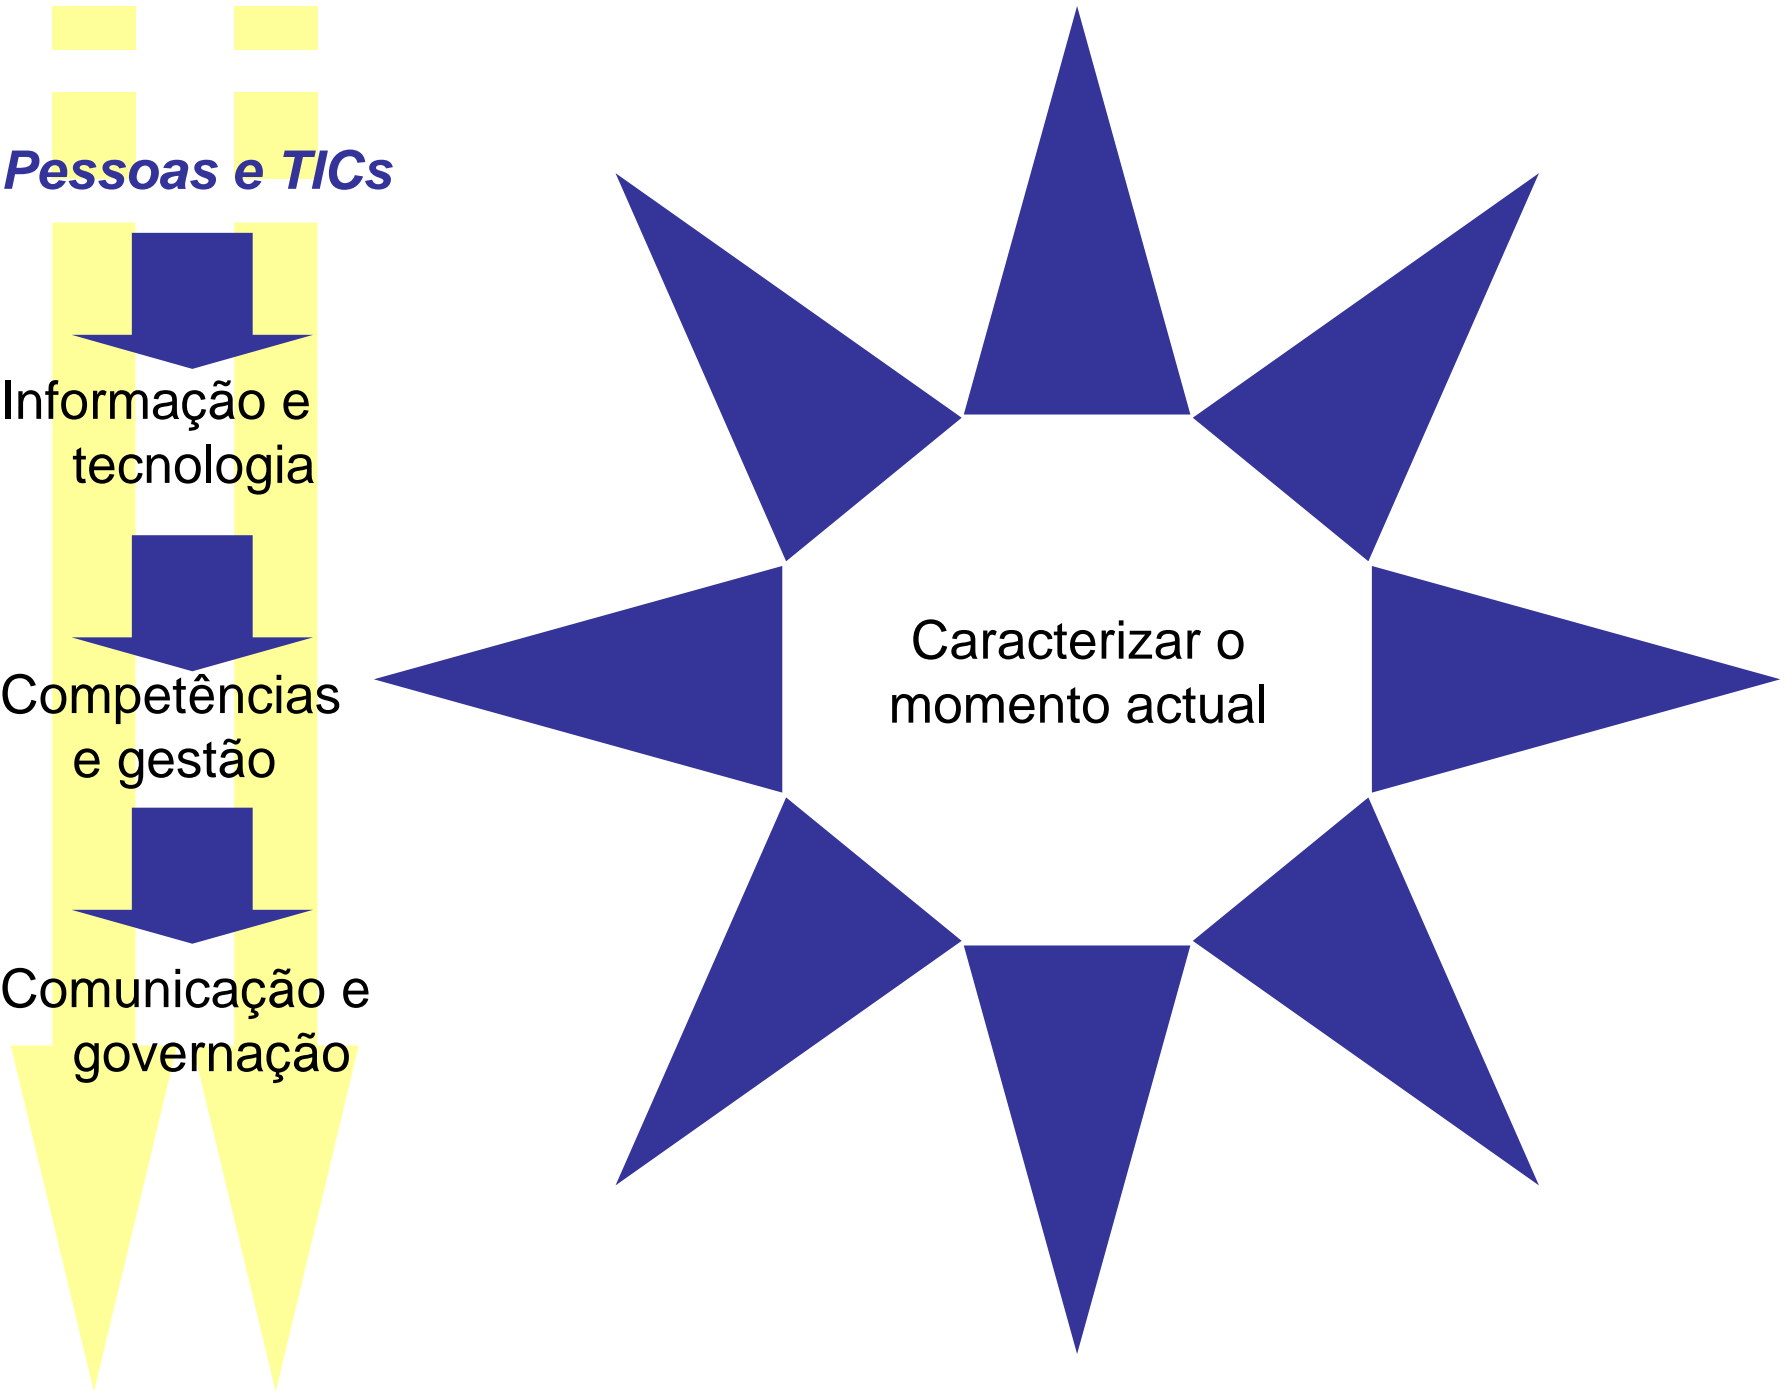 Pessoas e TICs
Informação e
tecnologia
Competências
e gestão
Comunicação e
governação
Caracterizar o
momento actual